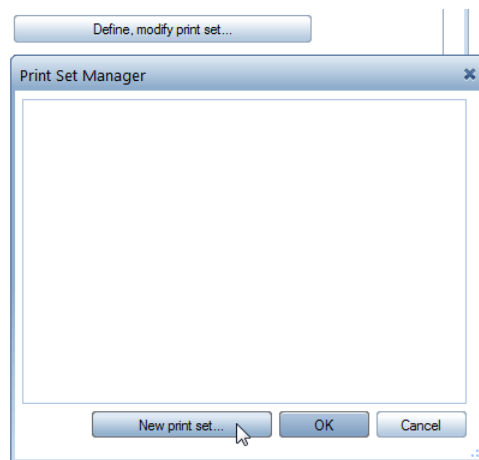 Define, modify print set...
Print Set Manager
New print set... OK Cancel